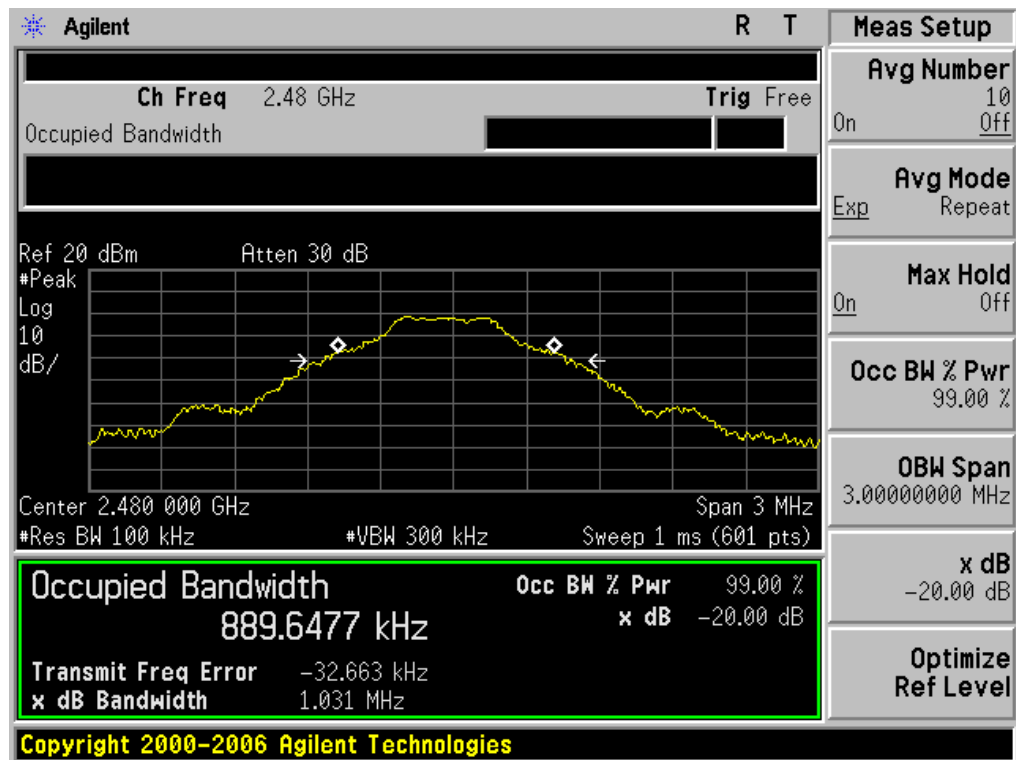 Agilent R T
Ch Freq 2.48 GHz Trig Free
Occupied Bandwidth
Ref 20 dBm Atten 30 dB
#Peak
Log
10
dB/
Center 2.480 000 GHz Span 3 MHz
#Res BW 100 kHz #VBW 300 kHz Sweep 1 ms (601 pts)
Occupied Bandwidth Occ BW % Pwr 99.00 %
889.6477 kHz x dB -20.00 dB
Transmit Freq Error -32.663 kHz
x dB Bandwidth 1.031 MHz
Copyright 2000-2006 Agilent Technologies
Meas Setup
Avg Number
10
On Off
Avg Mode
Exp Repeat
Max Hold
On Off
Occ BW % Pwr
99.00 %
OBW Span
3.00000000 MHz
x dB
-20.00 dB
Optimize
Ref Level